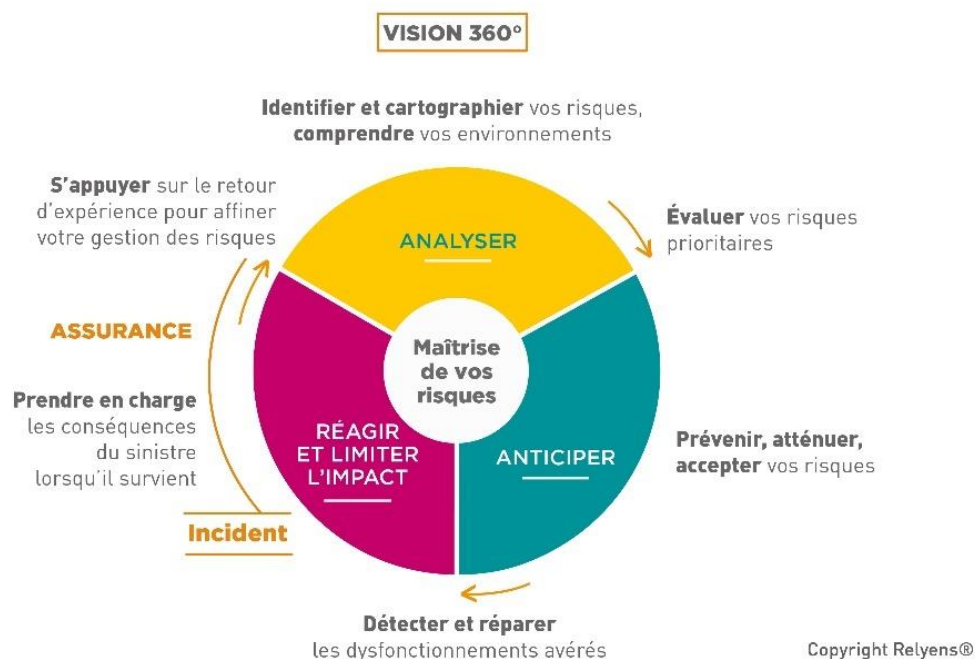 VISION 360°
Identifier et cartographier vos risques,
comprendre vos environnements
S'appuyer sur le retour
d'expérience pour affiner
votre gestion des risques
Évaluer vos risques
prioritaires
ANALYSER
ASSURANCE
Maîtrise
de vos
risques
Prendre en charge
les conséquences
du sinistre
lorsqu'il survient
RÉAGIR
ET LIMITER
L'IMPACT
ANTICIPER
Prévenir, atténuer,
accepter vos risques
Incident
Détecter et réparer
les dysfonctionnements avérés
Copyright Relyens®